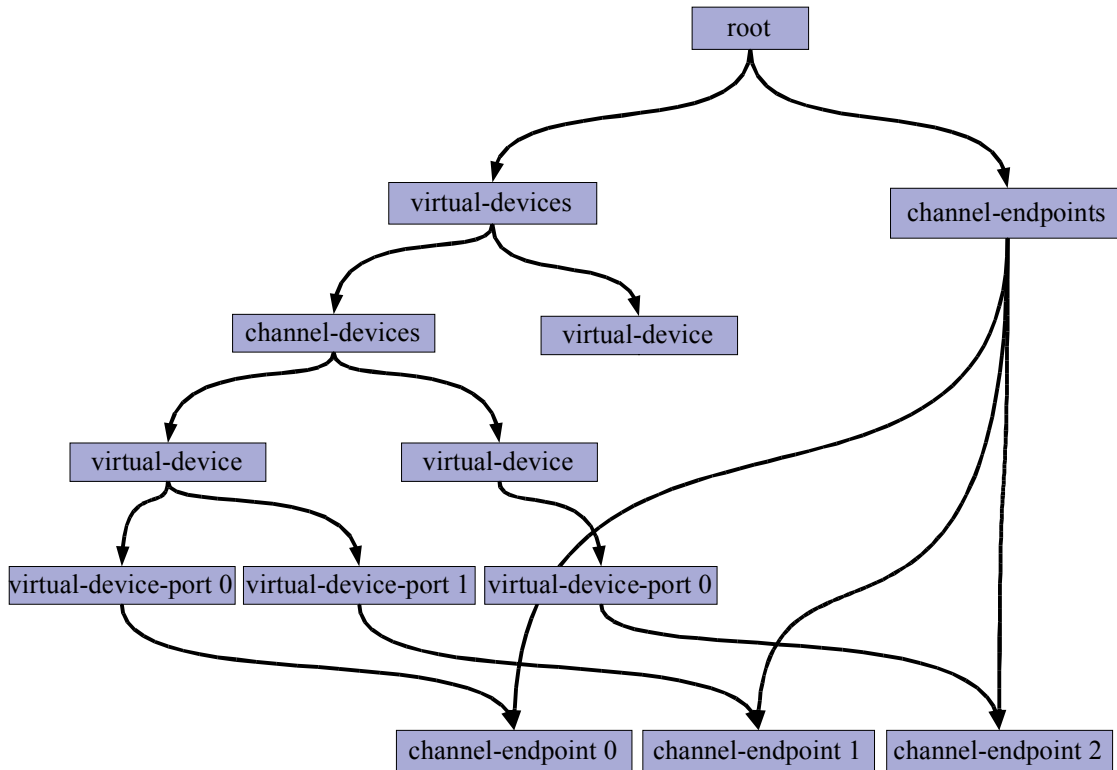 root
virtual-devices
channel-endpoints
channel-devices
virtual-device
virtual-device
virtual-device
virtual-device-port 0
virtual-device-port 1
virtual-device-port 0
channel-endpoint 0
channel-endpoint 1
channel-endpoint 2